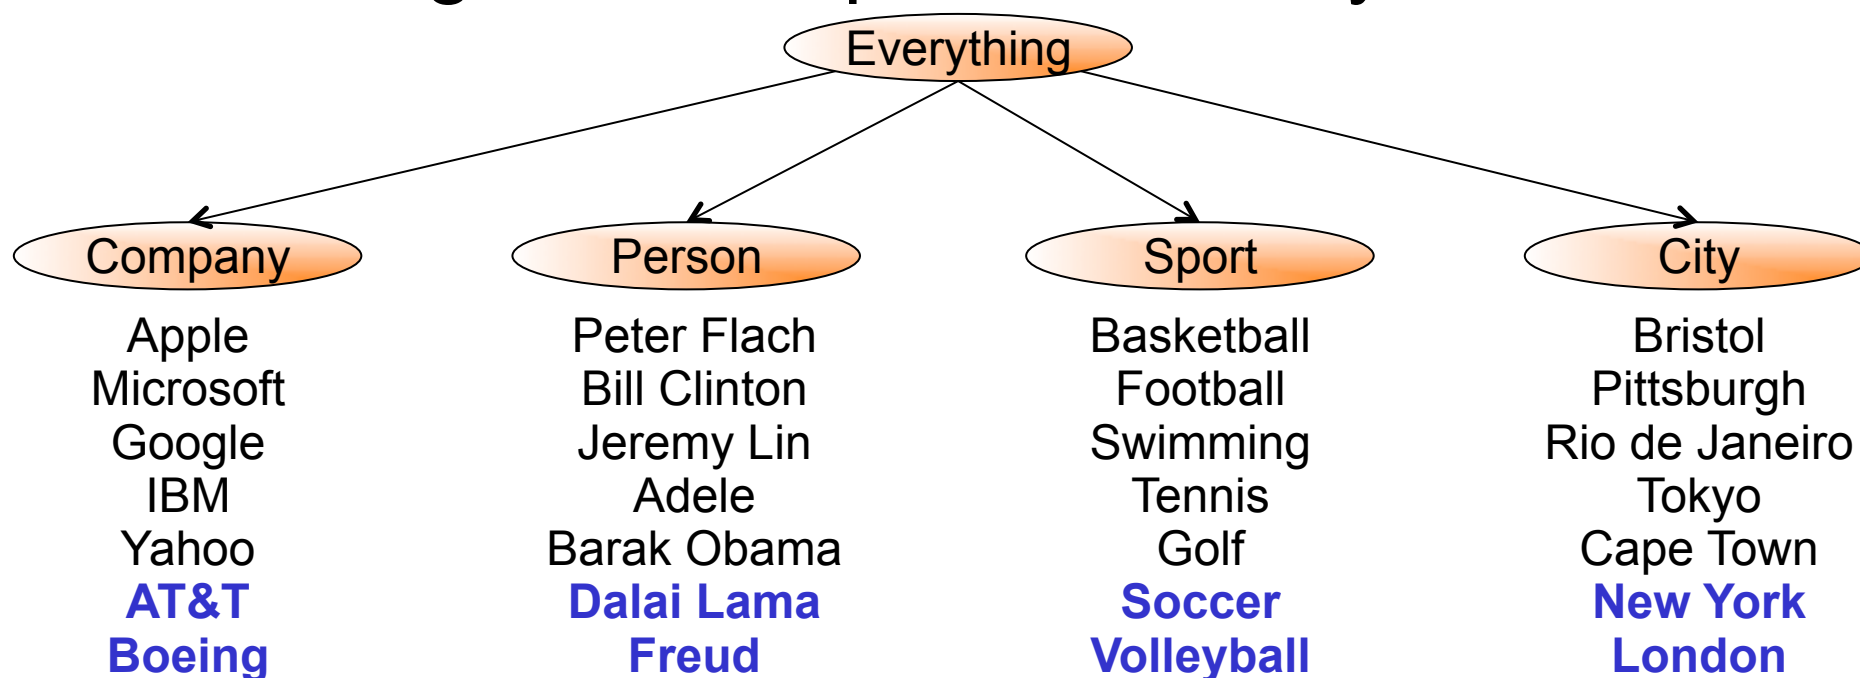 Everything
Company Person Sport City
Apple Peter Flach Basketball Bristol
Microsoft Bill Clinton Football Pittsburgh
Google Jeremy Lin Swimming Rio de Janeiro
IBM Adele Tennis Tokyo
Yahoo Barak Obama Golf Cape Town
AT&T Dalai Lama Soccer New York
Boeing Freud Volleyball London